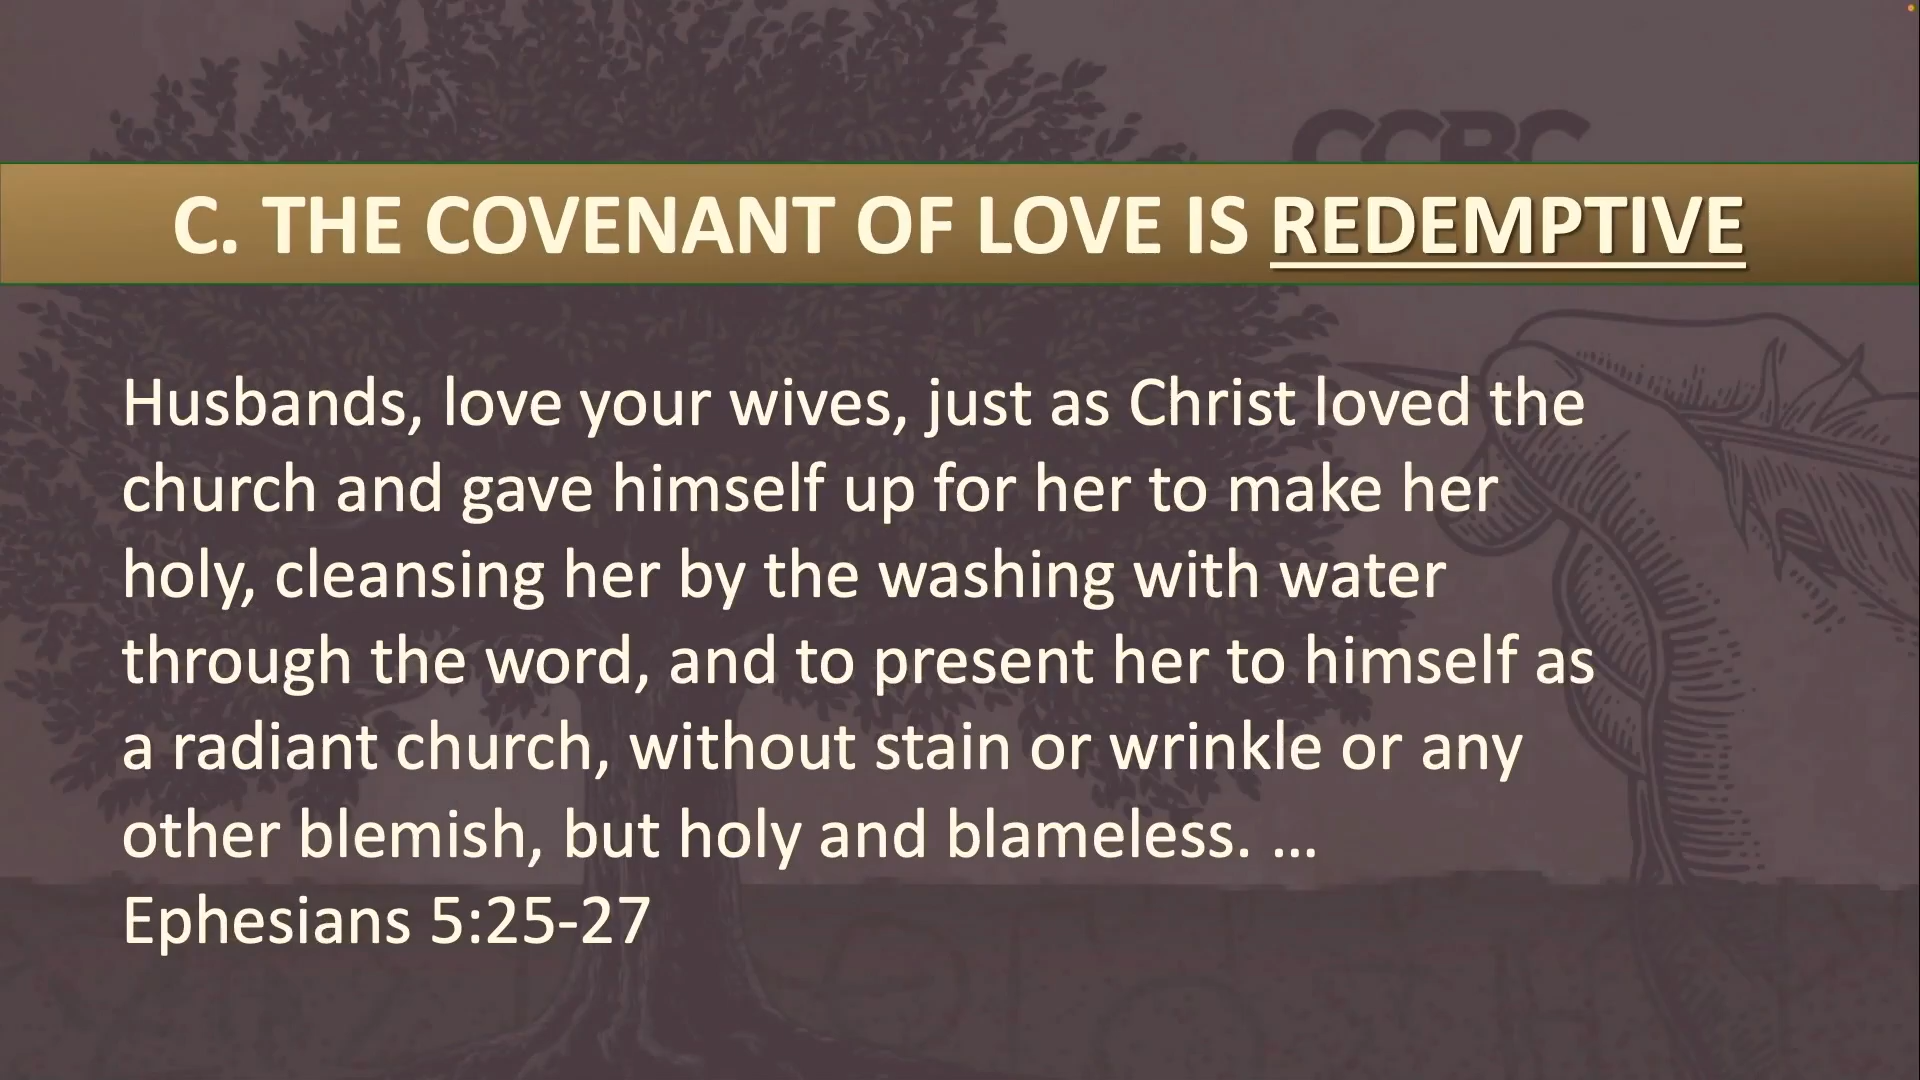 CCBC
C. THE COVENANT OF LOVE IS REDEMPTIVE
Husbands, love your wives, just as Christ loved the
church and gave himself up for her to make her
holy, cleansing her by the washing with water
through the word, and to present her to himself as
a radiant church, without stain or wrinkle or any
other blemish, but holy and blameless. ...
Ephesians 5:25-27